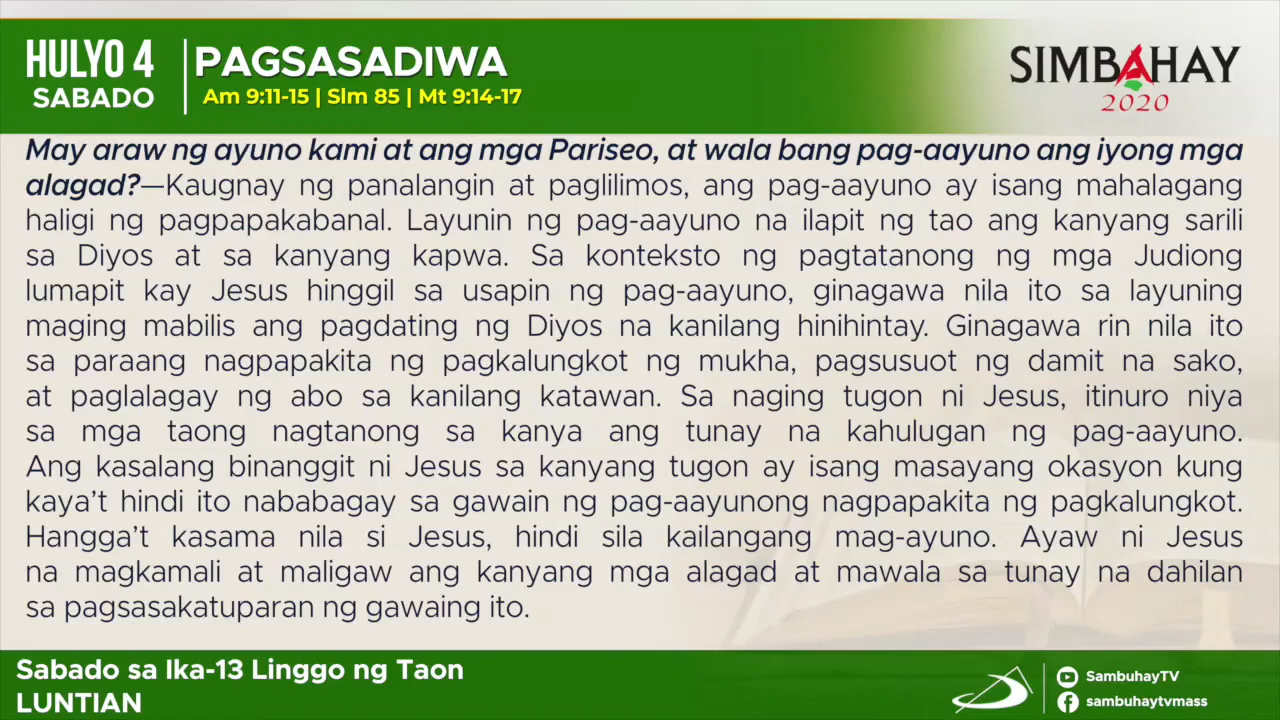 HULYO 4
SABADO
PAGSASADIWA
Am 9:11-15 | Slm 85 | Mt 9:14-17
SIMBAHAY
2020
May araw ng ayuno kami at ang mga Pariseo, at wala bang pag-aayuno ang iyong mga
alagad?—Kaugnay ng panalangin at paglilimos, ang pag-aayuno ay isang mahalagang
haligi ng pagpapakabanal. Layunin ng pag-aayuno na ilapit ng tao ang kanyang sarili
sa Diyos at sa kanyang kapwa. Sa konteksto ng pagtatanong ng mga Judiong
lumapit kay Jesus hinggil sa usapin ng pag-aayuno, ginagawa nila ito sa layuning
maging mabilis ang pagdating ng Diyos na kanilang hinihintay. Ginagawa rin nila ito
sa paraang nagpapakita ng pagkalungkot ng mukha, pagsusuot ng damit na sako,
at paglalagay ng abo sa kanilang katawan. Sa naging tugon ni Jesus, itinuro niya
sa mga taong nagtanong sa kanya ang tunay na kahulugan ng pag-aayuno.
Ang kasalang binanggit ni Jesus sa kanyang tugon ay isang masayang okasyon kung
kaya't hindi ito nababagay sa gawain ng pag-aayunong nagpapakita ng pagkalungkot.
Hangga't kasama nila si Jesus, hindi sila kailangang mag-ayuno. Ayaw ni Jesus
na magkamali at maligaw ang kanyang mga alagad at mawala sa tunay na dahilan
sa pagsasakatuparan ng gawaing ito.
Sabado sa Ika-13 Linggo ng Taon
LUNTIAN
SambuhayTV
sambuhaytvmass